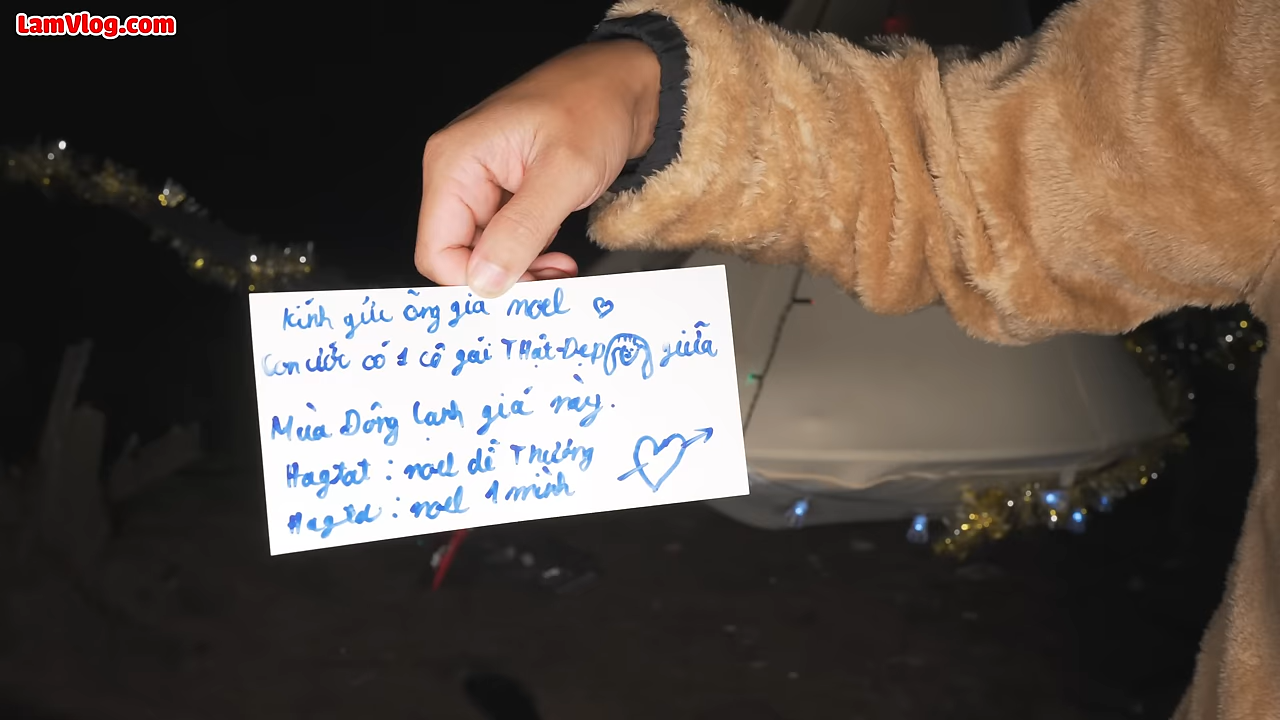 LamVlog.com
Kính gửi ông già noel
Con ước có 1 cô gái THật Đẹp giữa
Mùa Đông lạnh giá này.
Hagtat : noel dễ Thương
Hagta : noel 1 mình